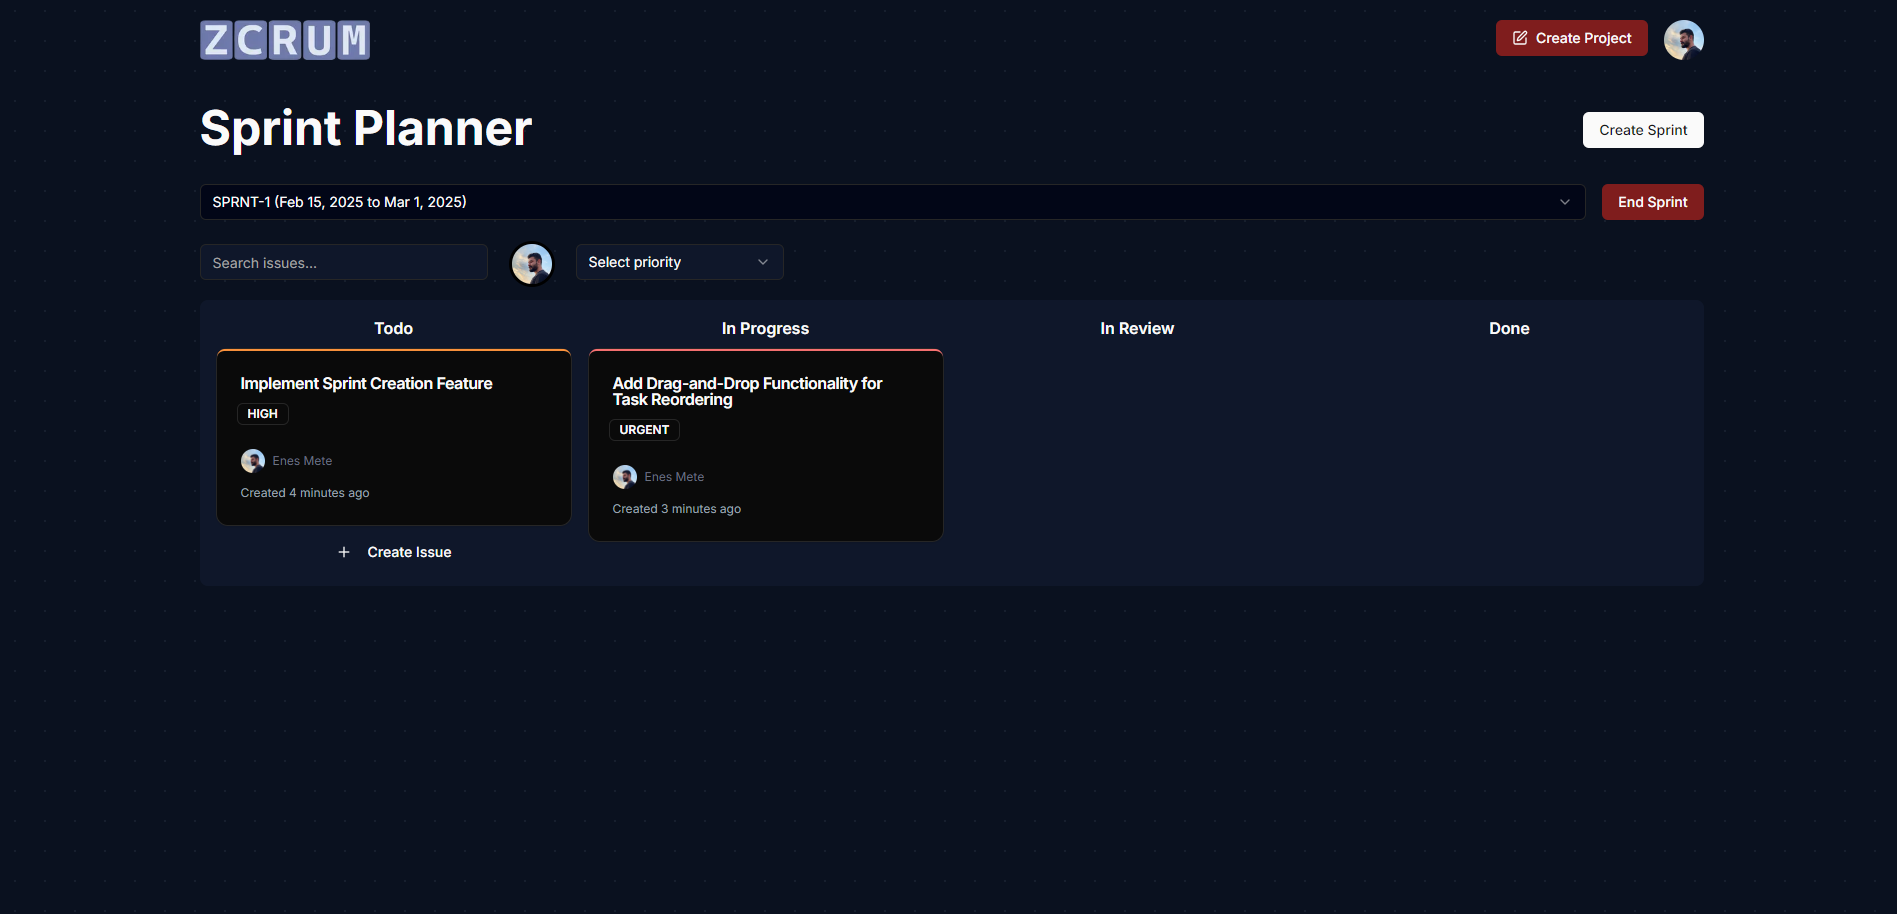 ZCRUM
Create Project
Sprint Planner
Create Sprint
SPRNT-1 (Feb 15, 2025 to Mar 1, 2025)
End Sprint
Search issues...
Select priority
Todo
In Progress
In Review
Done
Implement Sprint Creation Feature
HIGH
Enes Mete
Created 4 minutes ago
Create Issue
Add Drag-and-Drop Functionality for
Task Reordering
URGENT
Enes Mete
Created 3 minutes ago